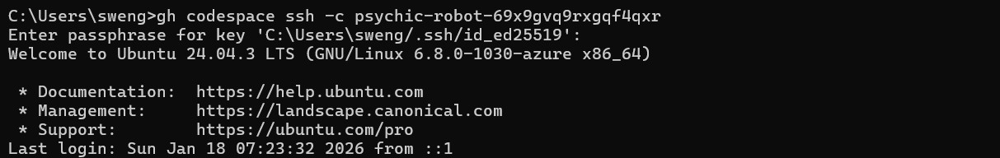 C:\Users\sweng>gh codespace ssh -c psychic-robot-69x9gvq9rxgqf4qxr
Enter passphrase for key 'C:\Users\sweng/.ssh/id_ed25519':
Welcome to Ubuntu 24.04.3 LTS (GNU/Linux 6.8.0-1030-azure x86_64)

 * Documentation:  https://help.ubuntu.com
 * Management:     https://landscape.canonical.com
 * Support:        https://ubuntu.com/pro
Last login: Sun Jan 18 07:23:32 2026 from ::1